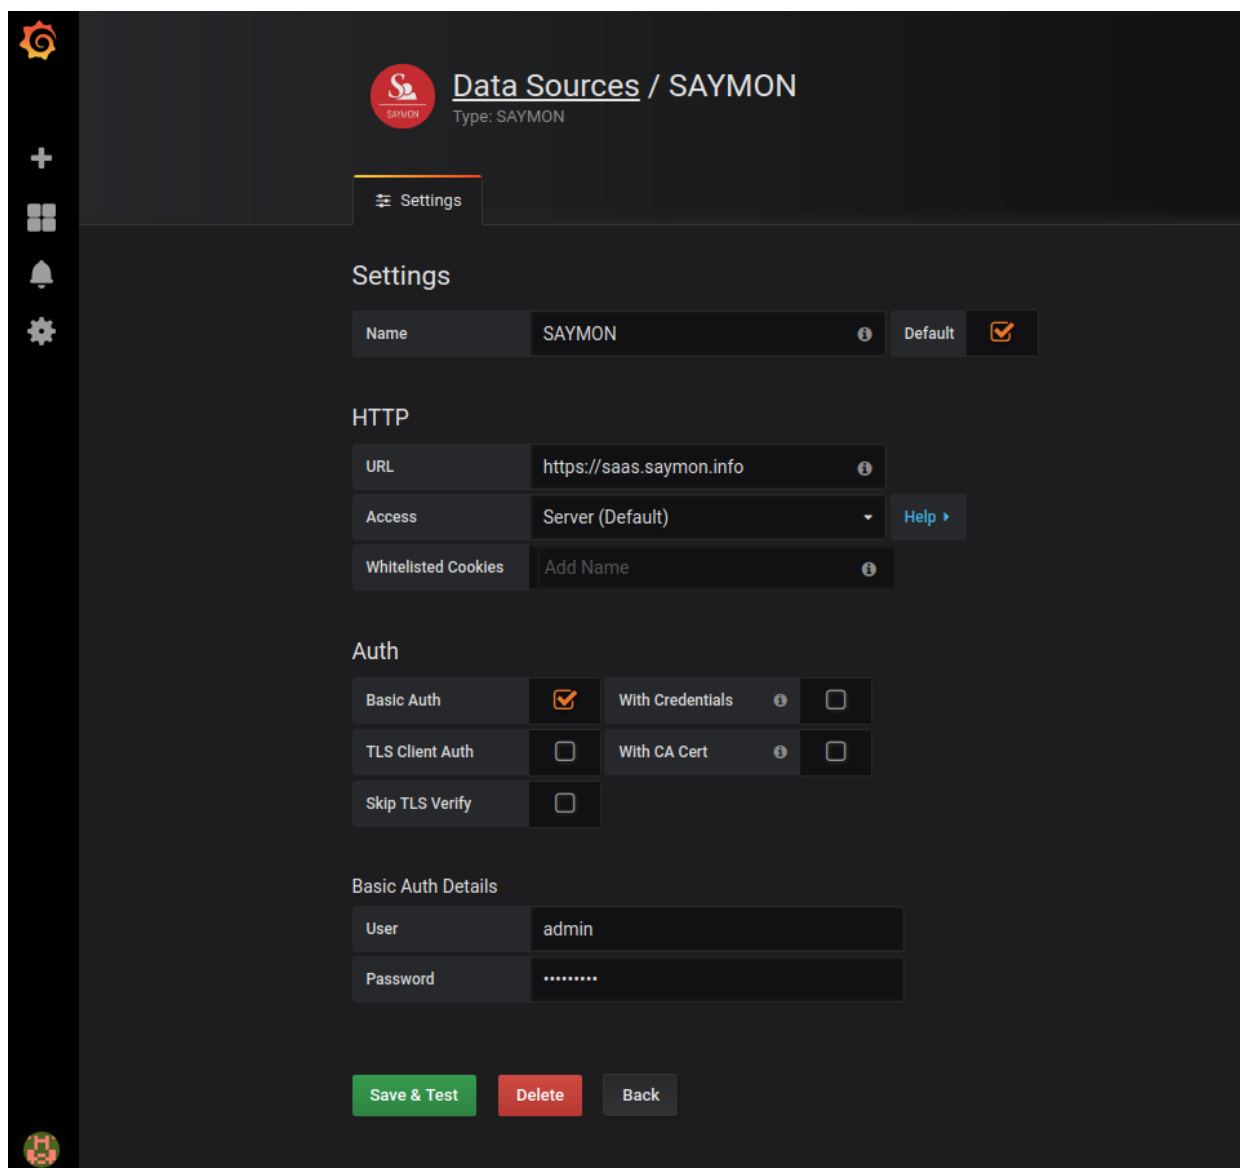 SAYMON
Data Sources / SAYMON
Type: SAYMON
Settings
Settings
Name SAYMON Default
HTTP
URL https://saas.saymon.info
Access Server (Default) Help
Whitelisted Cookies Add Name
Auth
Basic Auth With Credentials
TLS Client Auth With CA Cert
Skip TLS Verify
Basic Auth Details
User admin
Password •••••••••
Save & Test Delete Back